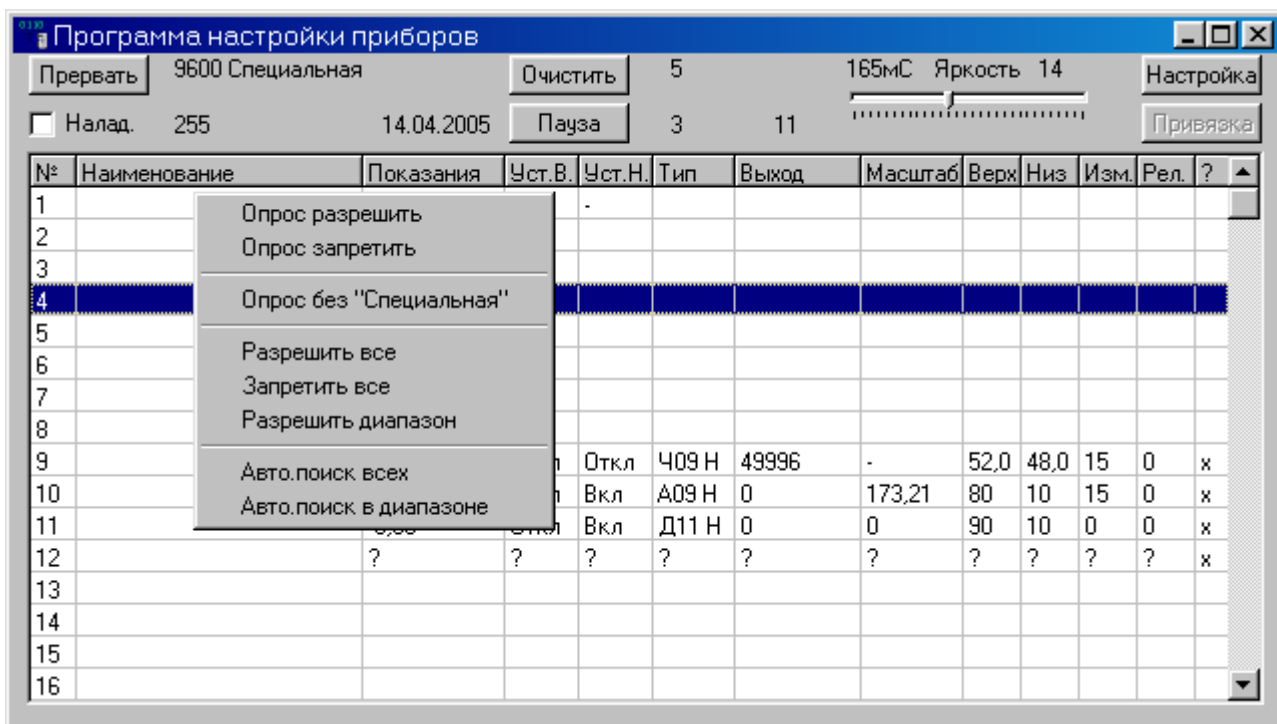 Программа настройки приборов
Прервать 9600 Специальная Очистить 5 165мС Яркость 14 Настройка
Налад. 255 14.04.2005 Пауза 3 11 Привязка
№ Наименование Показания Уст.В. Уст.Н. Тип Выход Масштаб Верх Низ Изм. Рел. ?
1 -
Опрос разрешить
2
Опрос запретить
3
4
Опрос без "Специальная"
5
Разрешить все
6
Запретить все
7
Разрешить диапазон
8
9 Откл Ч09 Н 49996 - 52,0 48,0 15 0 x
Авто.поиск всех
10 Вкл А09 Н 0 173,21 80 10 15 0 x
Авто.поиск в диапазоне
11 Вкл Д11 Н 0 0 90 10 0 0 x
12 ? ? ? ? ? ? ? ? ? ? x
13
14
15
16